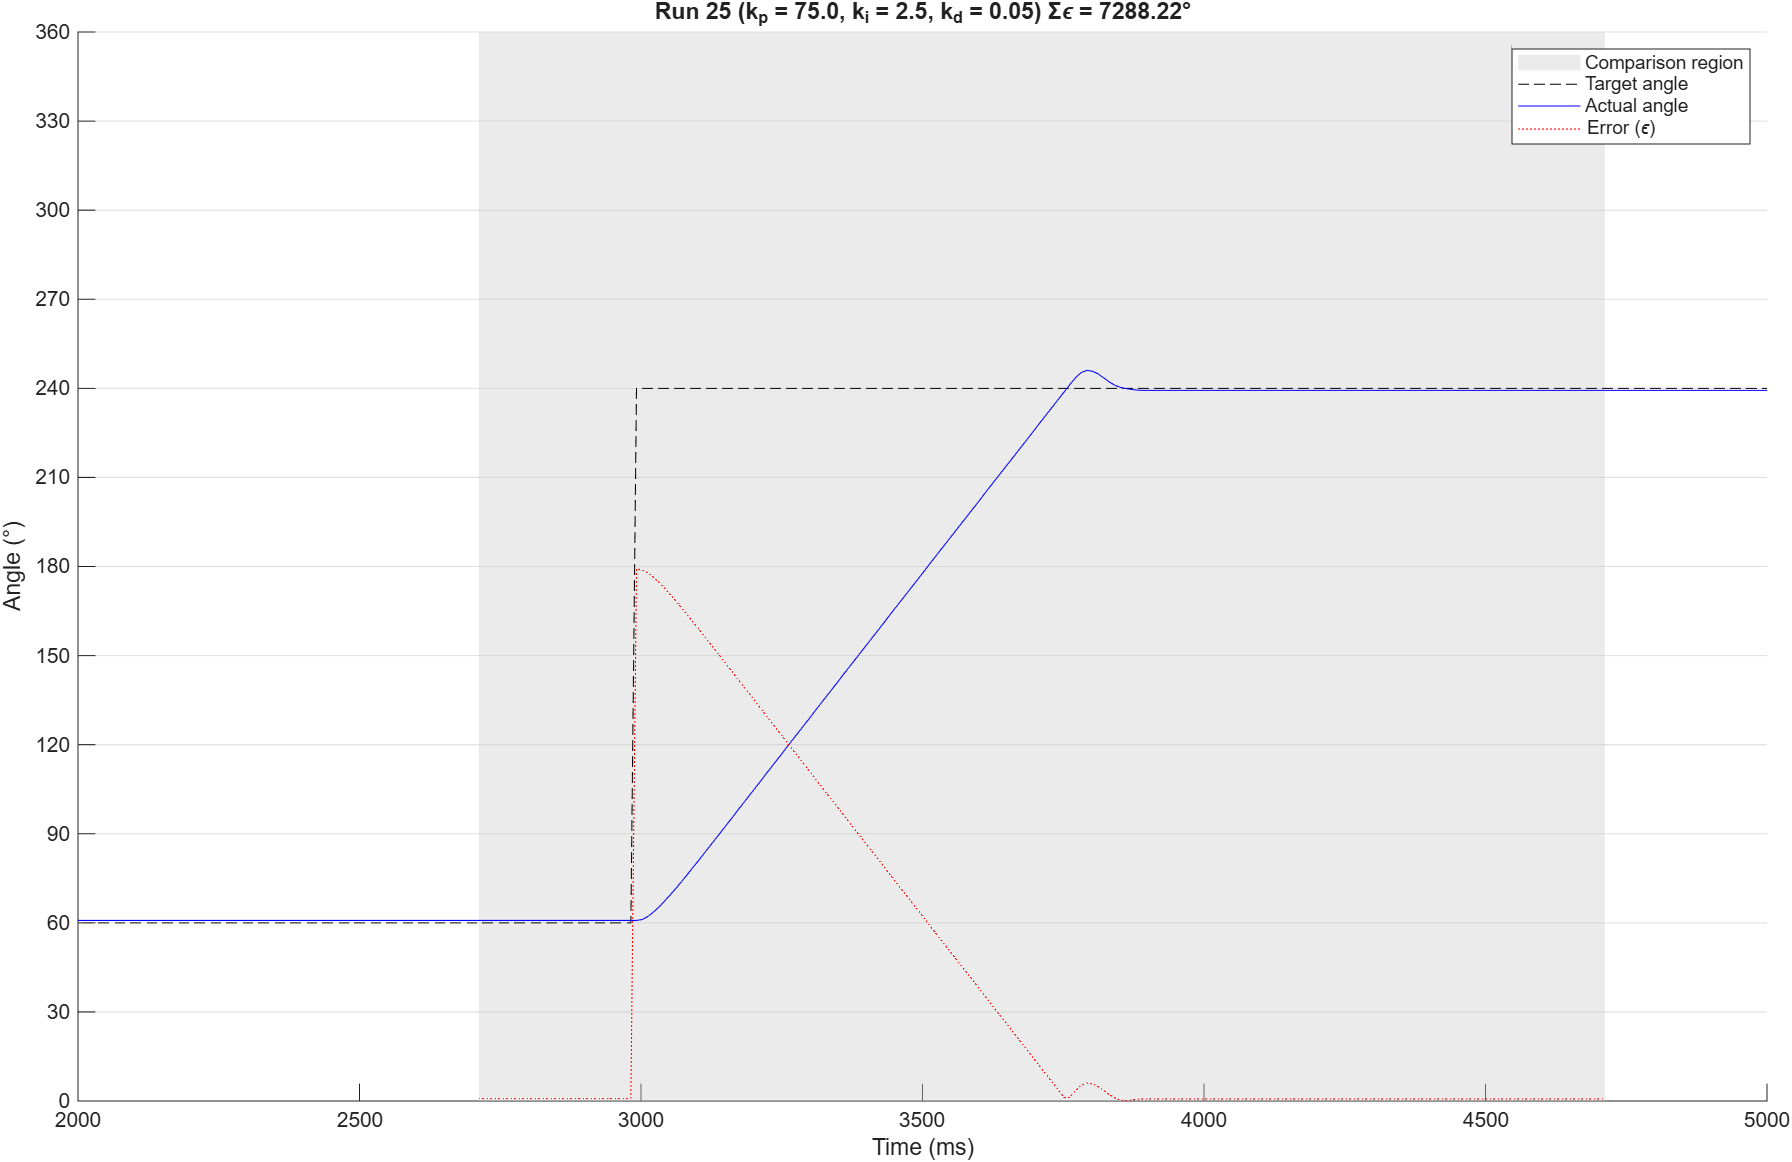 Run 25 (kp = 75.0, ki = 2.5, kd = 0.05) Σϵ = 7288.22°
Comparison region
Target angle
Actual angle
Error (ϵ)
Angle (°)
360
330
300
270
240
210
180
150
120
90
60
30
0
2000
2500
3000
3500
4000
4500
5000
Time (ms)